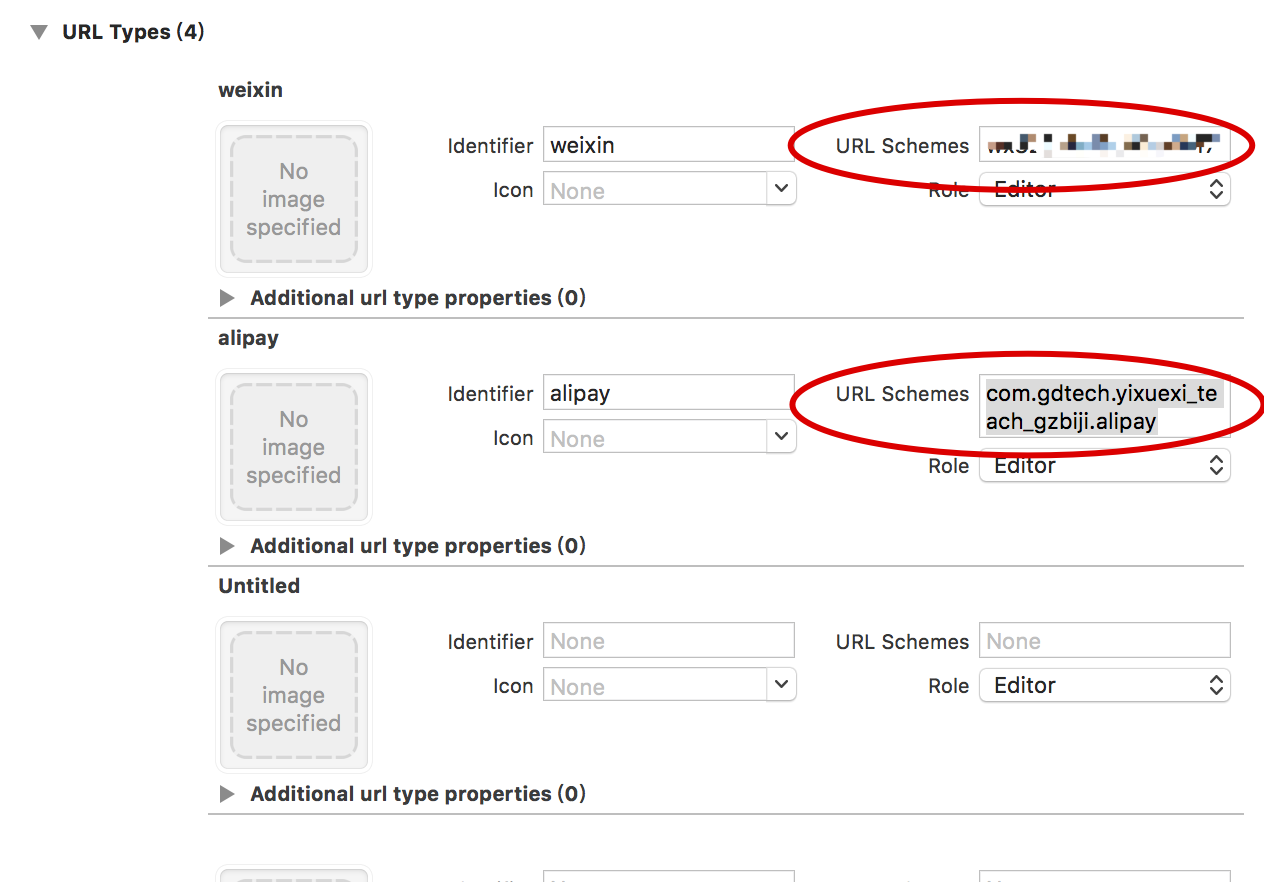 URL Types (4)
weixin
No
image
specified
Identifier weixin
URL Schemes
Icon None
Role Editor
Additional url type properties (0)
alipay
No
image
specified
Identifier alipay
URL Schemes com.gdtech.yixuexi_te
ach_gzbiji.alipay
Icon None
Role Editor
Additional url type properties (0)
Untitled
No
image
specified
Identifier None
URL Schemes None
Icon None
Role Editor
Additional url type properties (0)